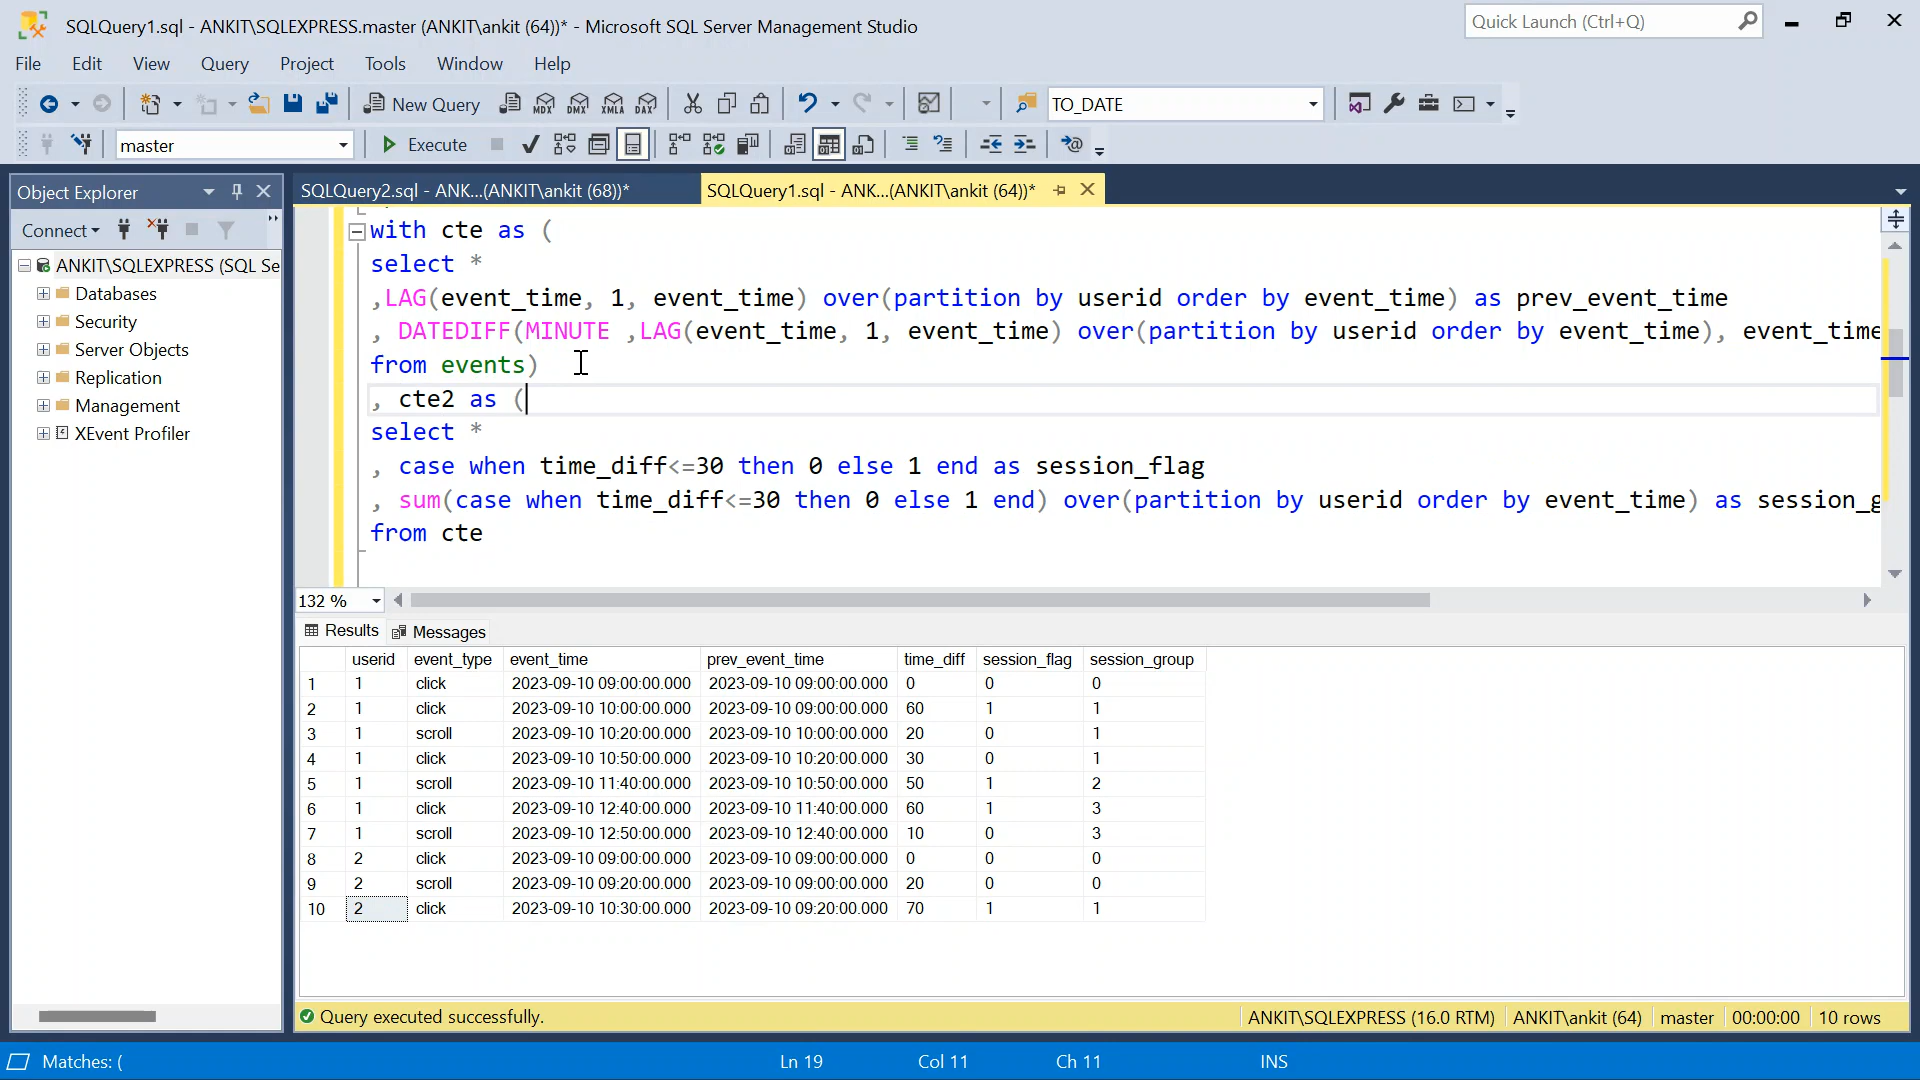 SQLQuery1.sql - ANKIT\SQLEXPRESS.master (ANKIT\ankit (64))* - Microsoft SQL Server Management Studio
Quick Launch (Ctrl+Q)
File Edit View Query Project Tools Window Help
New Query MDX DMX XMLA DAX TO_DATE
master Execute
Object Explorer
SQLQuery2.sql - ANK...(ANKIT\ankit (68))*
SQLQuery1.sql - ANK...(ANKIT\ankit (64))*
Connect
ANKIT\SQLEXPRESS (SQL Se
Databases
Security
Server Objects
Replication
Management
XEvent Profiler
with cte as (
select *
,LAG(event_time, 1, event_time) over(partition by userid order by event_time) as prev_event_time
, DATEDIFF(MINUTE ,LAG(event_time, 1, event_time) over(partition by userid order by event_time), event_time
from events)
, cte2 as (
select *
, case when time_diff<=30 then 0 else 1 end as session_flag
, sum(case when time_diff<=30 then 0 else 1 end) over(partition by userid order by event_time) as session_g
from cte
132 %
Results Messages
userid event_type event_time prev_event_time time_diff session_flag session_group
1 1 click 2023-09-10 09:00:00.000 2023-09-10 09:00:00.000 0 0 0
2 1 click 2023-09-10 10:00:00.000 2023-09-10 09:00:00.000 60 1 1
3 1 scroll 2023-09-10 10:20:00.000 2023-09-10 10:00:00.000 20 0 1
4 1 click 2023-09-10 10:50:00.000 2023-09-10 10:20:00.000 30 0 1
5 1 scroll 2023-09-10 11:40:00.000 2023-09-10 10:50:00.000 50 1 2
6 1 click 2023-09-10 12:40:00.000 2023-09-10 11:40:00.000 60 1 3
7 1 scroll 2023-09-10 12:50:00.000 2023-09-10 12:40:00.000 10 0 3
8 2 click 2023-09-10 09:00:00.000 2023-09-10 09:00:00.000 0 0 0
9 2 scroll 2023-09-10 09:20:00.000 2023-09-10 09:00:00.000 20 0 0
10 2 click 2023-09-10 10:30:00.000 2023-09-10 09:20:00.000 70 1 1
Query executed successfully.
ANKIT\SQLEXPRESS (16.0 RTM) ANKIT\ankit (64) master 00:00:00 10 rows
Matches: (
Ln 19 Col 11 Ch 11 INS